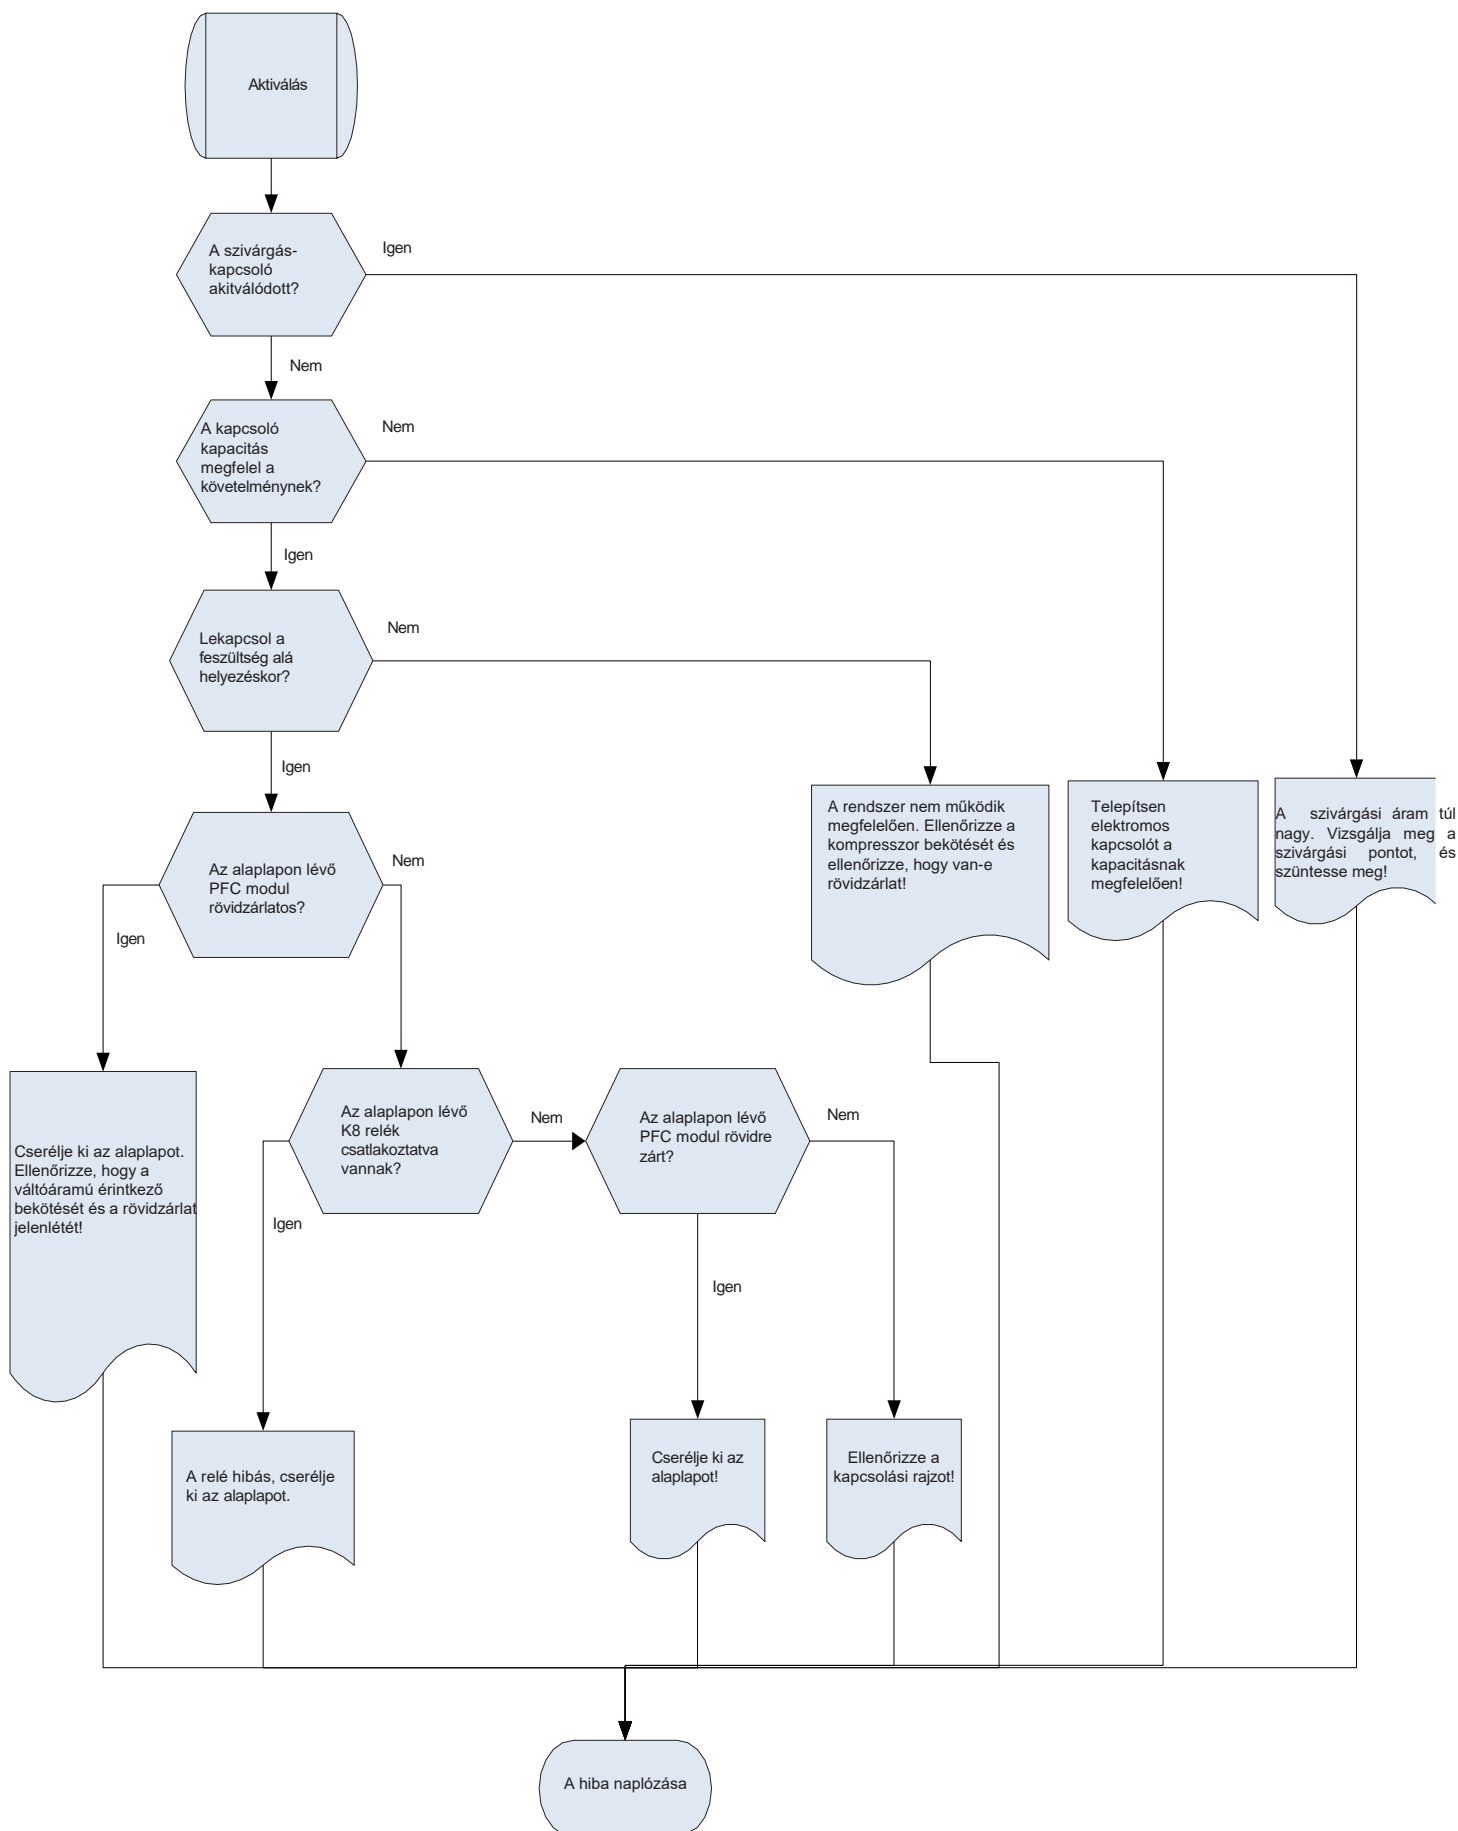 Aktiválás
A szivárgás-
kapcsoló
akitválódott?
Igen
Nem
A kapcsoló
kapacitás
megfelel a
követelménynek?
Nem
Igen
Lekapcsol a
feszültség alá
helyezéskor?
Nem
Igen
A rendszer nem működik
megfelelően. Ellenőrizze a
kompresszor bekötését és
ellenőrizze, hogy van-e
rövidzárlat!
Telepítsen
elektromos
kapcsolót a
kapacitásnak
megfelelően!
A szivárgási áram túl
nagy. Vizsgálja meg a
szivárgási pontot, és
szüntesse meg!
Az alaplapon lévő
PFC modul
rövidzárlatos?
Nem
Igen
Cserélje ki az alaplapot.
Ellenőrizze, hogy a
váltóáramú érintkező
bekötését és a rövidzárlat
jelenlétét!
Az alaplapon lévő
K8 relék
csatlakoztatva
vannak?
Nem
Igen
Az alaplapon lévő
PFC modul rövidre
zárt?
Nem
Igen
A relé hibás, cserélje
ki az alaplapot.
Cserélje ki az
alaplapot!
Ellenőrizze a
kapcsolási rajzot!
A hiba naplózása